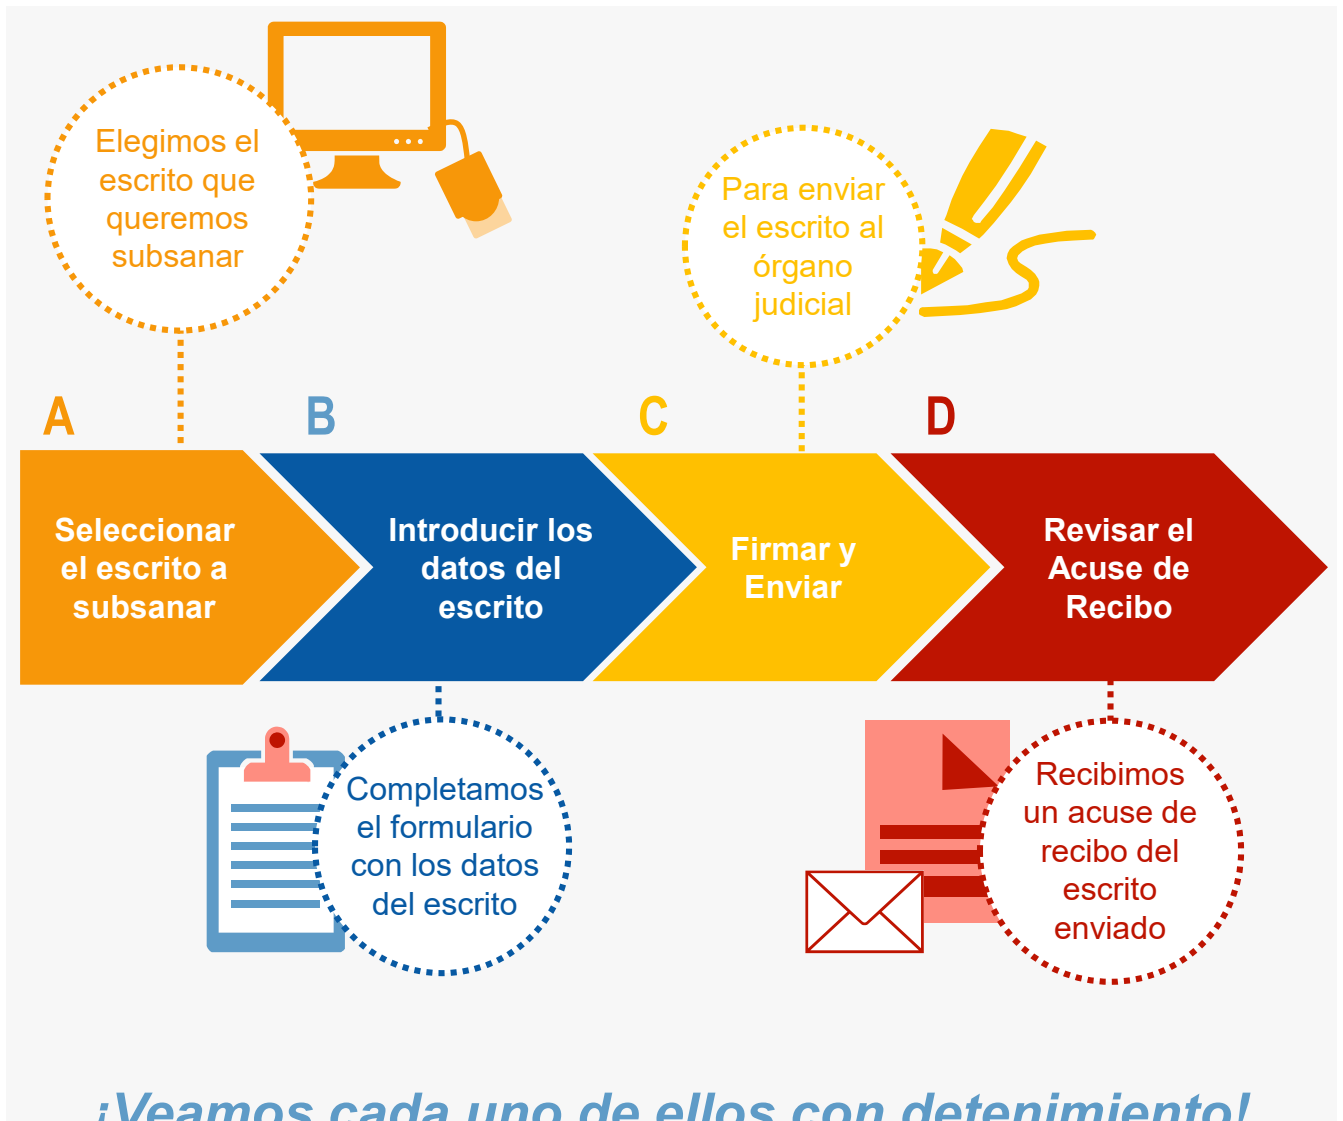 Elegimos el
escrito que
queremos
subsanar
Para enviar
el escrito al
órgano
judicial
A
B
C
D
Seleccionar
el escrito a
subsanar
Introducir los
datos del
escrito
Firmar y
Enviar
Revisar el
Acuse de
Recibo
Completamos
el formulario
con los datos
del escrito
Recibimos
un acuse de
recibo del
escrito
enviado
¡Veamos cada uno de ellos con detenimiento!